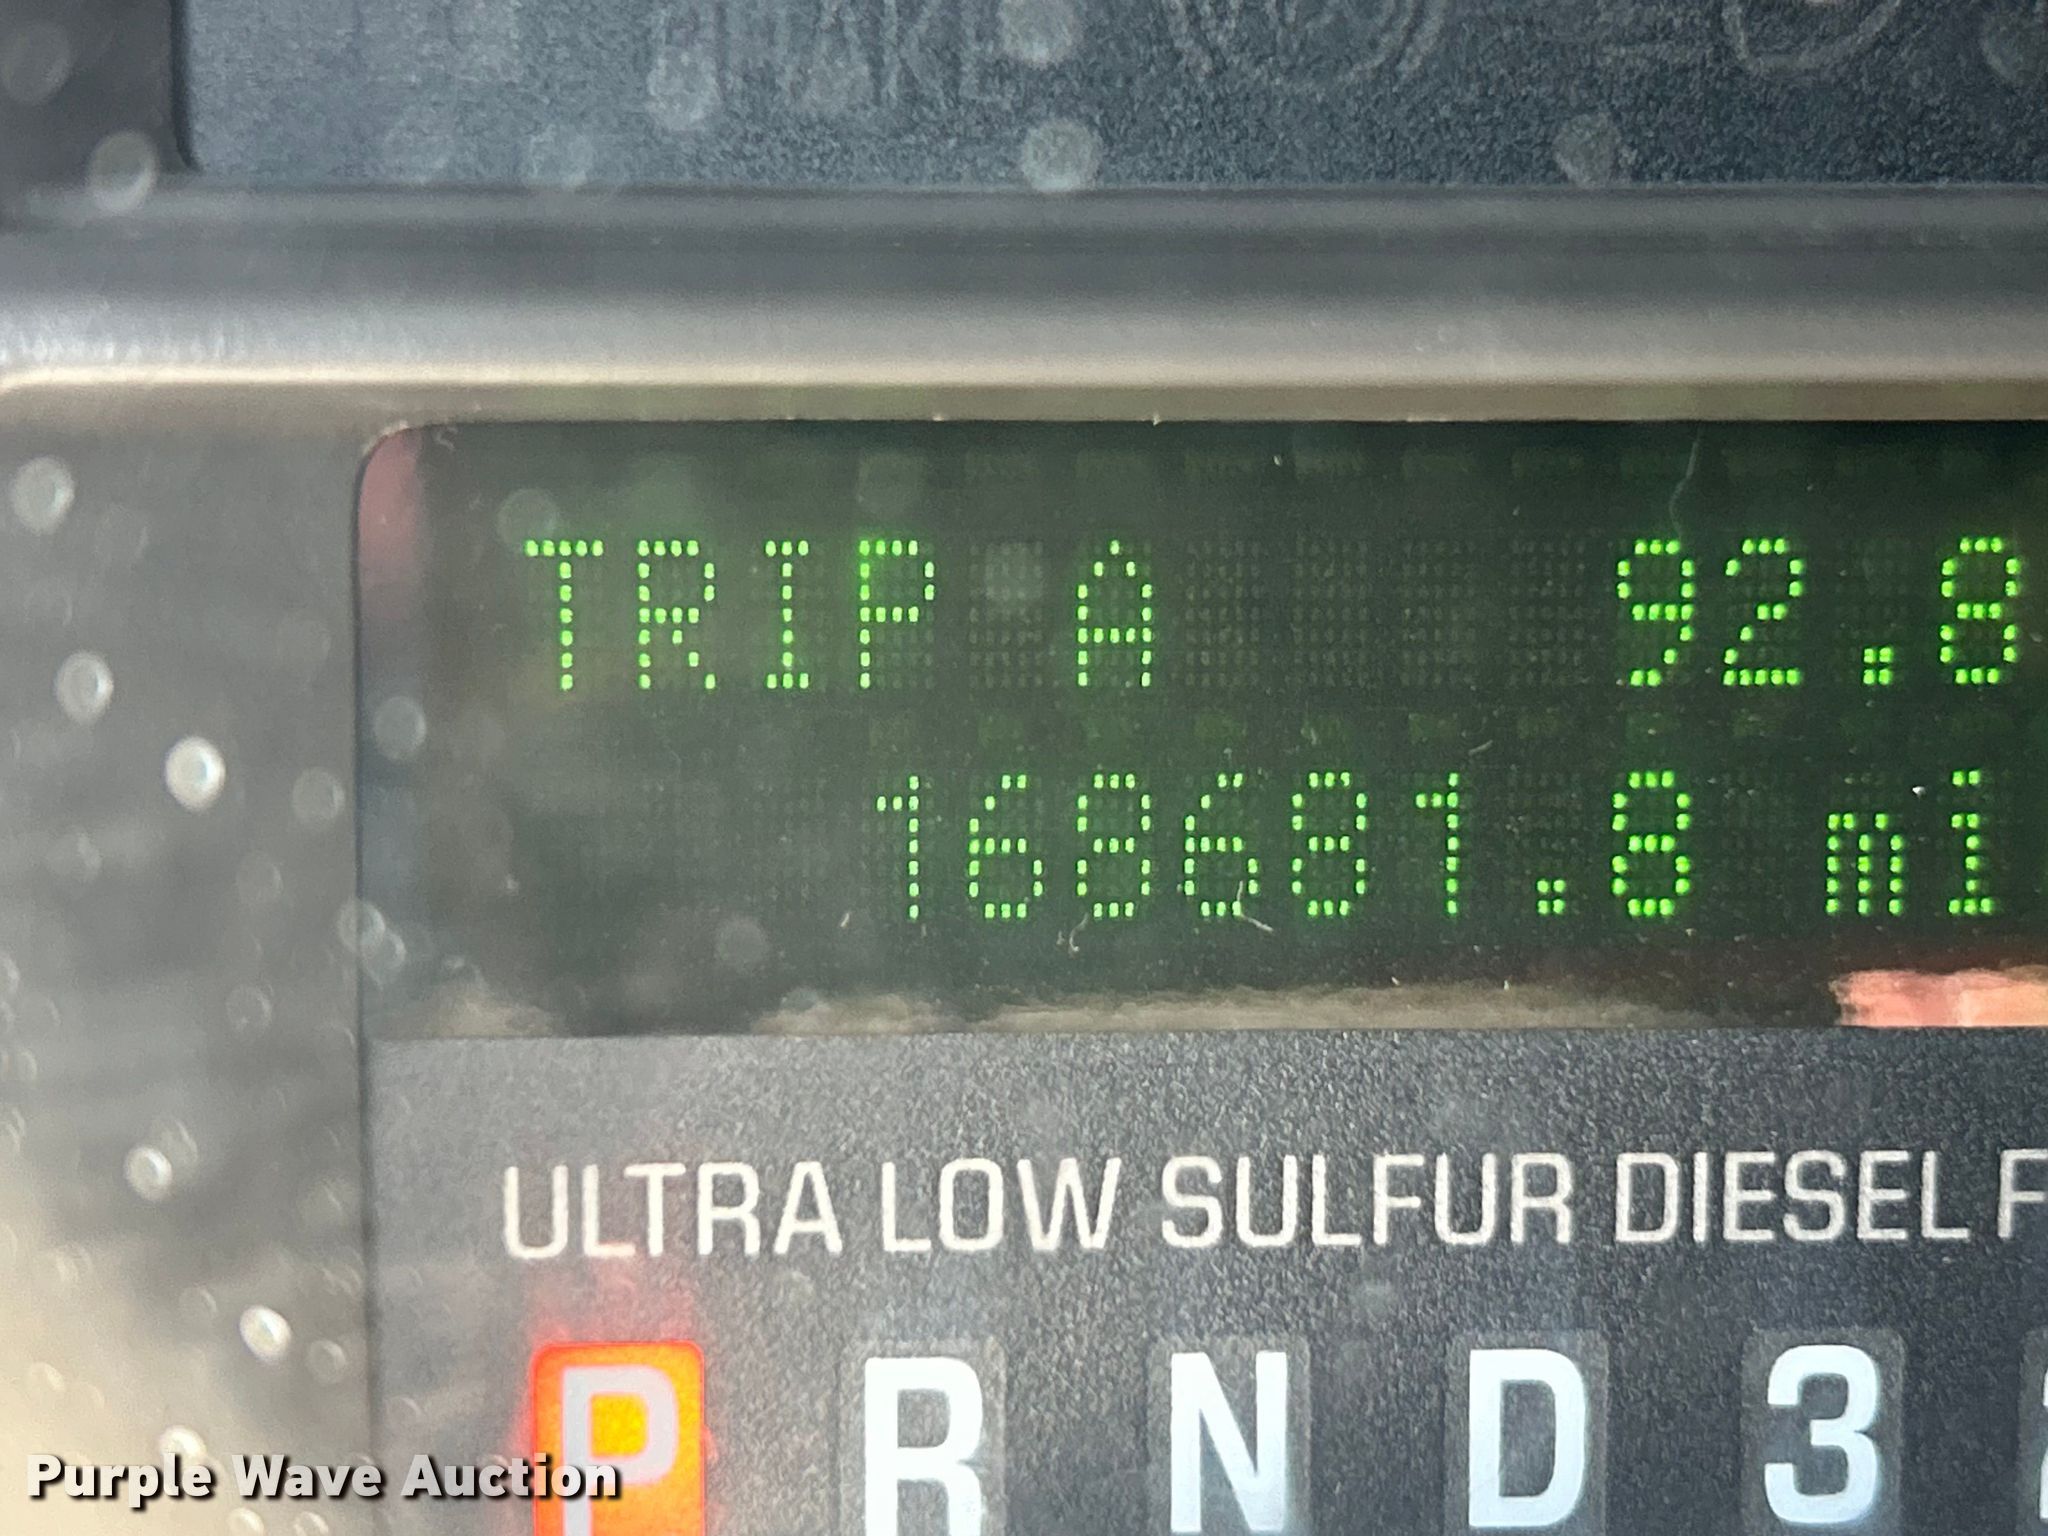 TRIP A 92.8
168681.8 mi
ULTRA LOW SULFUR DIESEL F
P R N D 3
Purple Wave Auction